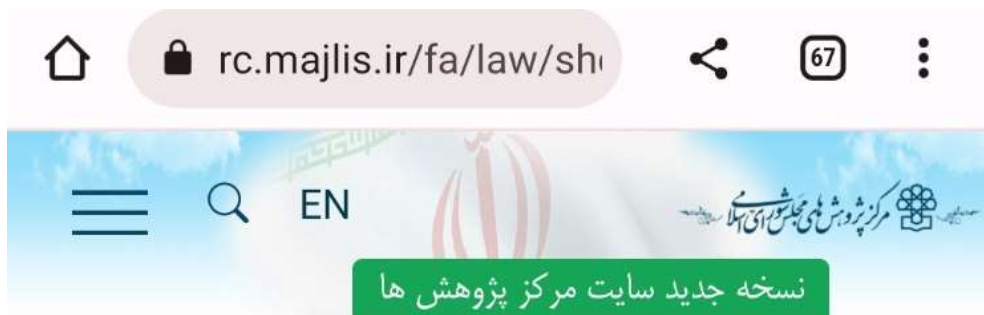 rc.majlis.ir/fa/law/sh
67
EN
مرکز پژوهش های مجلس شورای اسلامی
نسخه جدید سایت مرکز پژوهش ها